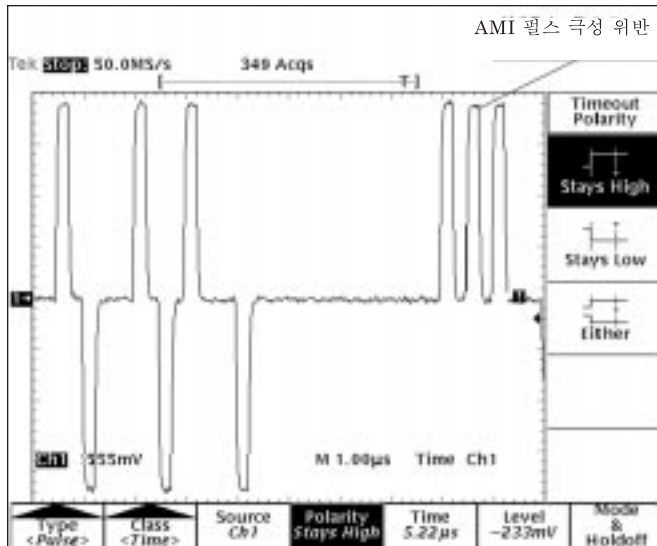 AMI 펄스 극성 위반
Tek Stop: 50.0MS/s 349 Acqs
[ T ]
Timeout
Polarity
Stays High
Stays Low
Either
1→
T
Ch1 555mV M 1.00µs Time Ch1
Type
<Pulse>
Class
<Time>
Source
Ch1
Polarity
Stays High
Time
5.22µs
Level
−233mV
Mode
&
Holdoff